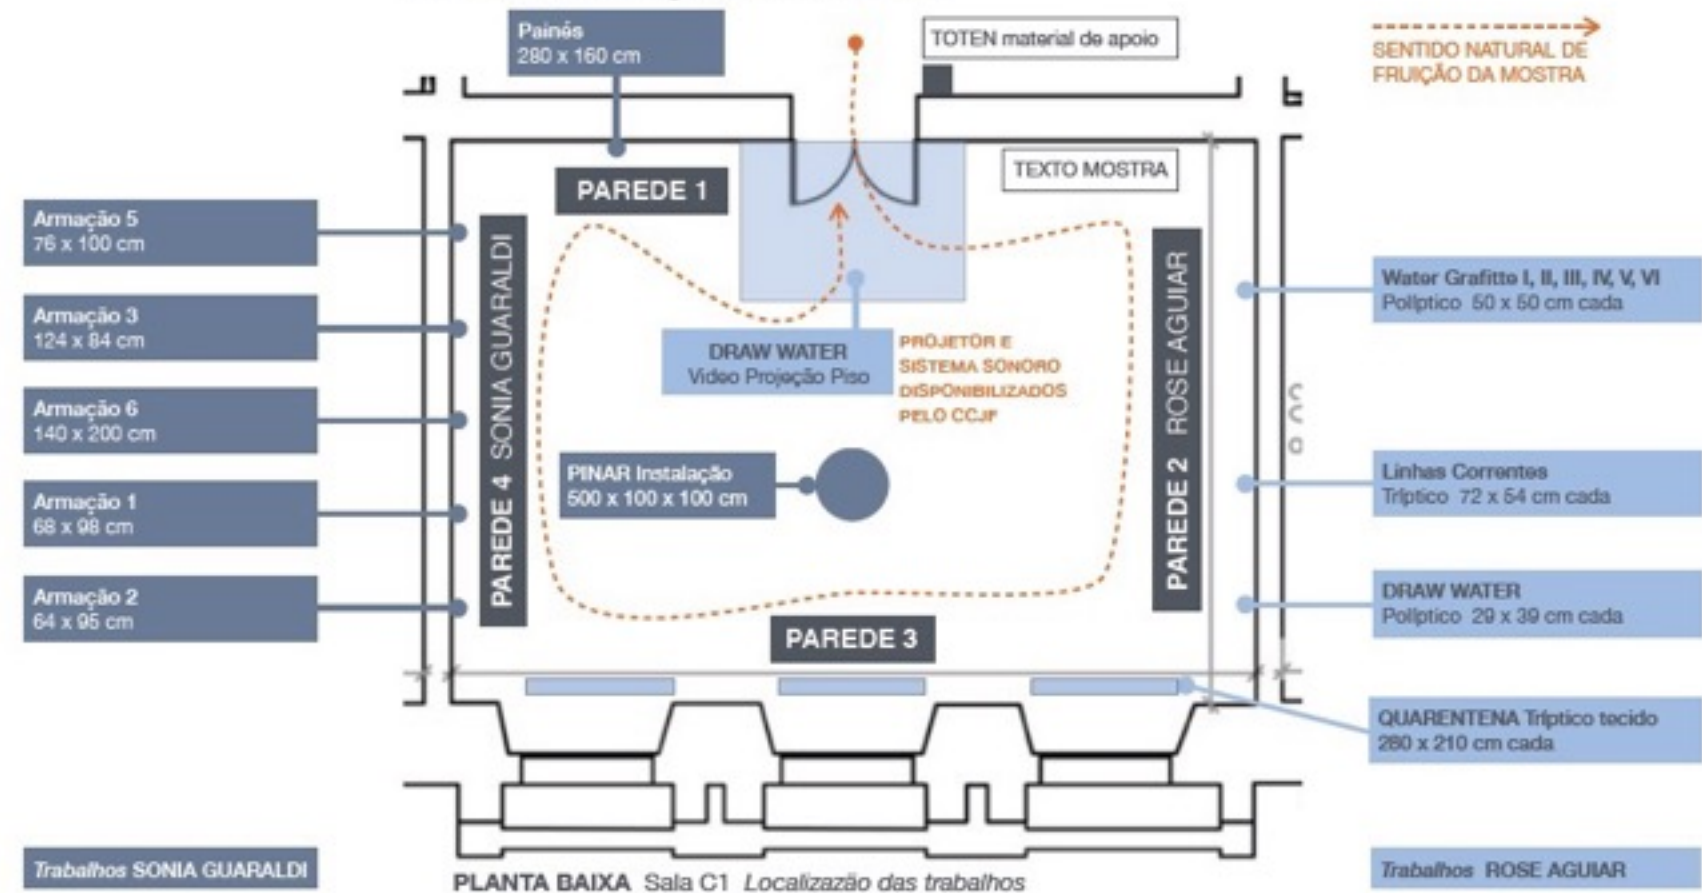 Painés
280 x 160 cm
TOTEN material de apoio
SENTIDO NATURAL DE
FRUIÇÃO DA MOSTRA
TEXTO MOSTRA
PAREDE 1
Armação 5
76 x 100 cm
Armação 3
124 x 84 cm
Armação 6
140 x 200 cm
Armação 1
68 x 98 cm
Armação 2
64 x 95 cm
PAREDE 4 SONIA GUARALDI
DRAW WATER
Video Projeção Piso
PROJETOR E
SISTEMA SONORO
DISPONIBILIZADOS
PELO CCJF
PINAR Instalação
500 x 100 x 100 cm
PAREDE 2 ROSE AGUIAR
Water Grafitte I, II, III, IV, V, VI
Políptico 50 x 50 cm cada
Linhas Correntes
Tríptico 72 x 54 cm cada
DRAW WATER
Políptico 29 x 39 cm cada
PAREDE 3
QUARENTENA Tríptico tecido
280 x 210 cm cada
Trabalhos SONIA GUARALDI
PLANTA BAIXA Sala C1 Localizazão das trabalhos
Trabalhos ROSE AGUIAR